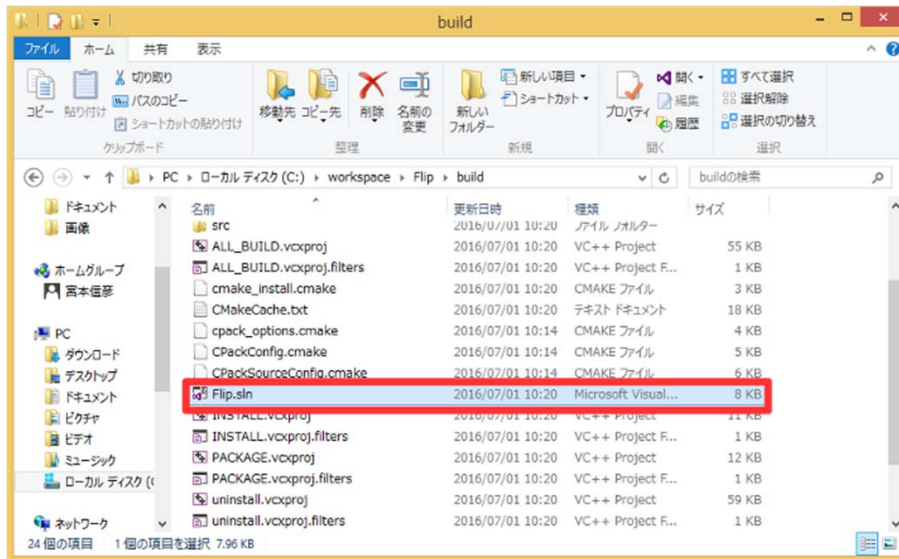 build
ファイル ホーム 共有 表示
コピー 貼り付け 切り取り パスのコピー ショートカットの貼り付け 移動先 コピー先 削除 名前の変更 新しいフォルダー 新しい項目 ショートカット プロパティ 開く 編集 履歴 すべて選択 選択解除 選択の切り替え
クリップボード 整理 新規 開く 選択
PC ローカル ディスク (C:) workspace Flip build buildの検索
名前 更新日時 種類 サイズ
src 2016/07/01 10:20 ファイル フォルダー
ALL_BUILD.vcxproj 2016/07/01 10:20 VC++ Project 55 KB
ALL_BUILD.vcxproj.filters 2016/07/01 10:20 VC++ Project F... 1 KB
cmake_install.cmake 2016/07/01 10:20 CMAKE ファイル 3 KB
CMakeCache.txt 2016/07/01 10:20 テキスト ドキュメント 18 KB
cpack_options.cmake 2016/07/01 10:14 CMAKE ファイル 4 KB
CPackConfig.cmake 2016/07/01 10:14 CMAKE ファイル 5 KB
CPackSourceConfig.cmake 2016/07/01 10:14 CMAKE ファイル 6 KB
Flip.sln 2016/07/01 10:20 Microsoft Visual... 8 KB
INSTALL.vcxproj 2016/07/01 10:20 VC++ Project 11 KB
INSTALL.vcxproj.filters 2016/07/01 10:20 VC++ Project F... 1 KB
PACKAGE.vcxproj 2016/07/01 10:20 VC++ Project 12 KB
PACKAGE.vcxproj.filters 2016/07/01 10:20 VC++ Project F... 1 KB
uninstall.vcxproj 2016/07/01 10:20 VC++ Project 59 KB
uninstall.vcxproj.filters 2016/07/01 10:20 VC++ Project F... 1 KB
ドキュメント
画像
ホームグループ
宮本信彦
PC
ダウンロード
デスクトップ
ドキュメント
ピクチャ
ビデオ
ミュージック
ローカル ディスク (C
ネットワーク
24 個の項目 1 個の項目を選択 7.96 KB